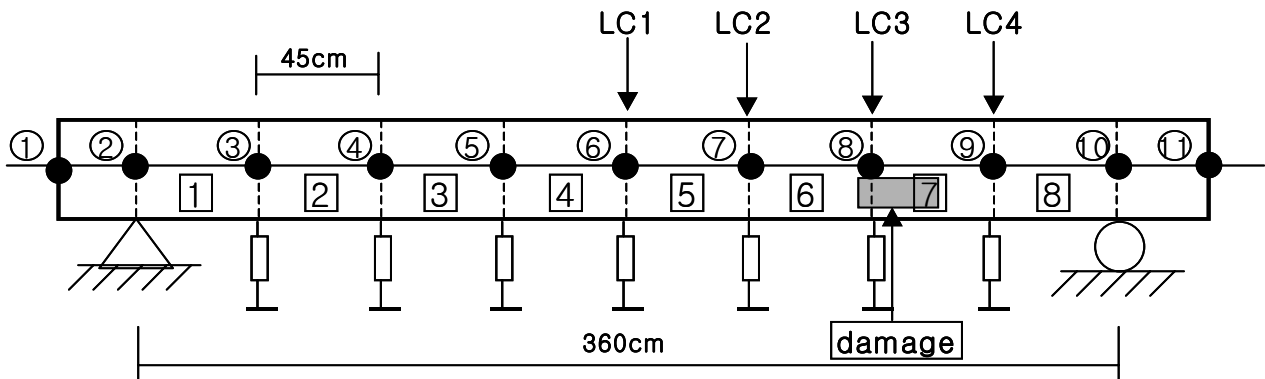 LC1 LC2 LC3 LC4
45cm
① ② ③ ④ ⑤ ⑥ ⑦ ⑧ ⑨ ⑩ ⑪
1 2 3 4 5 6 7 8
360cm
damage